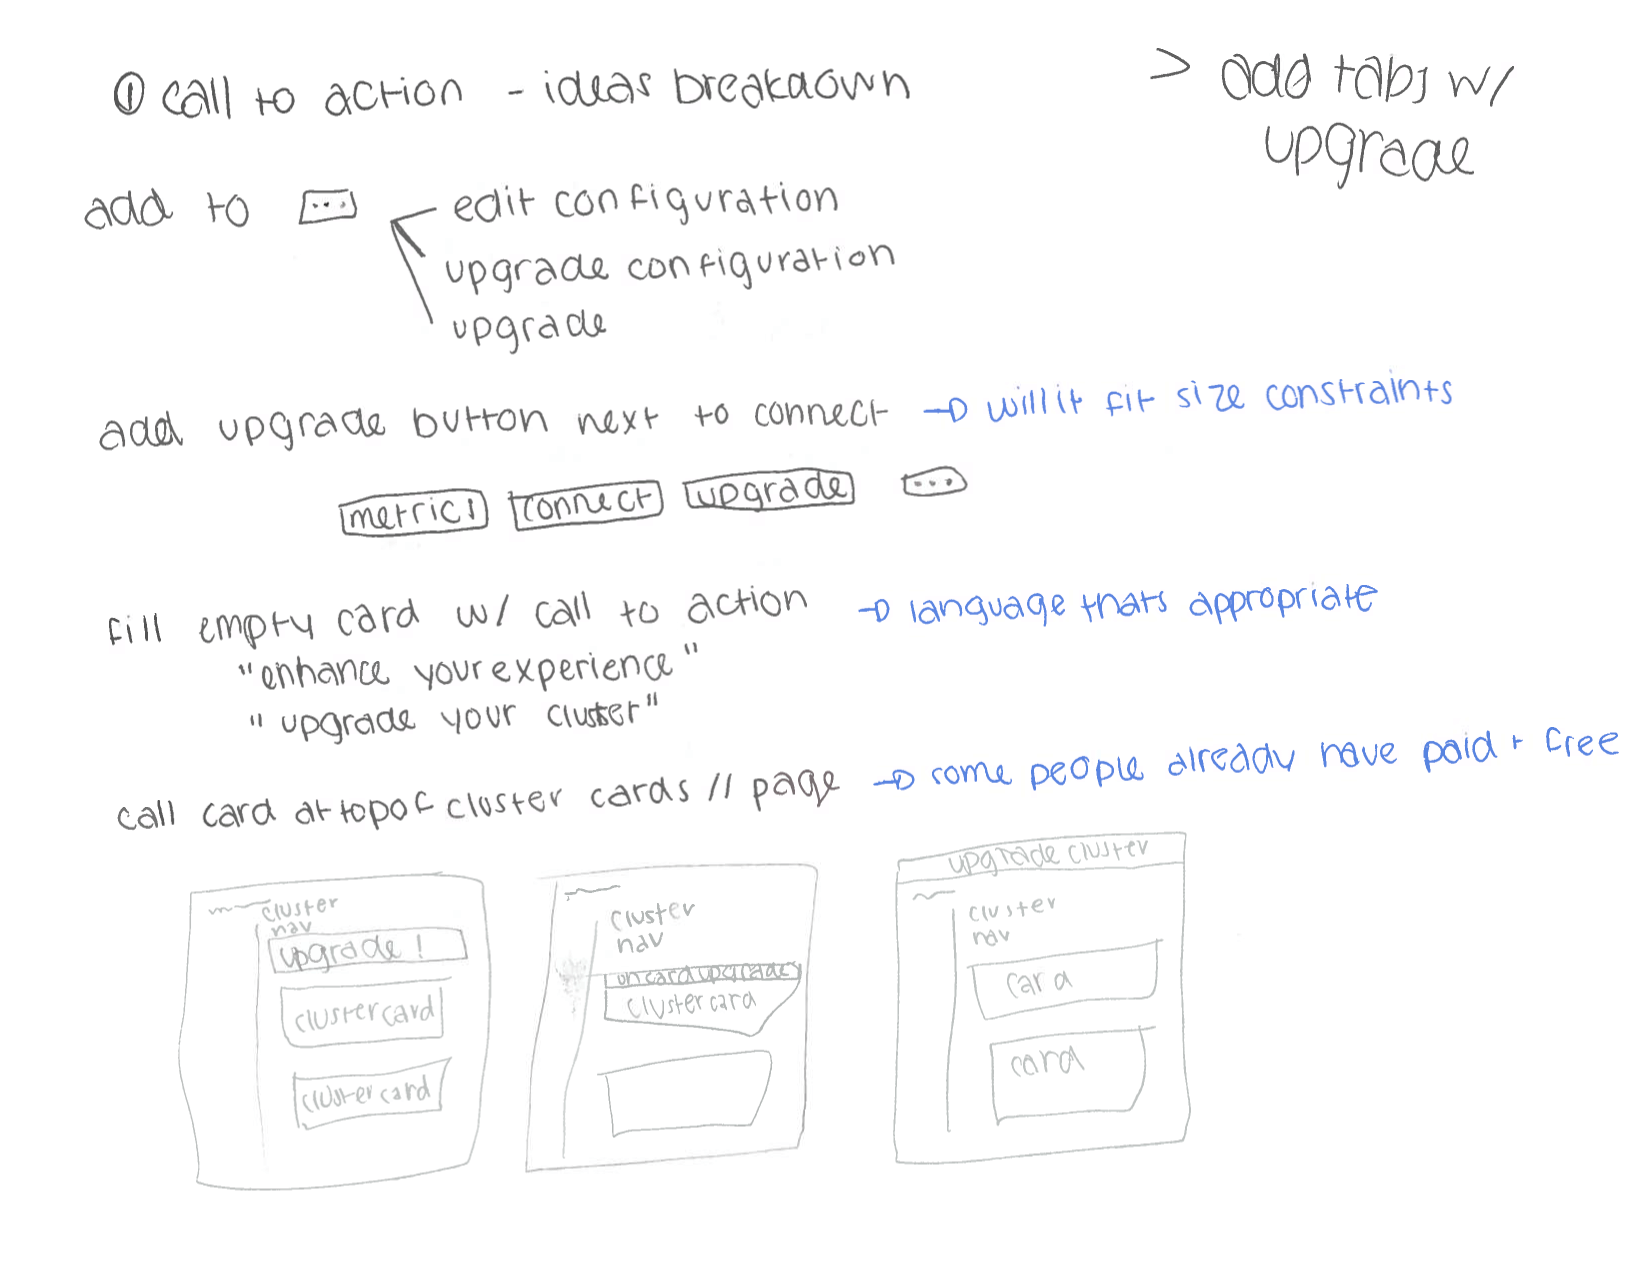 ① call to action - ideas breakdown
> add tabs w/
upgrade
add to ...
edit configuration
upgrade configuration
upgrade
add upgrade button next to connect → will it fit size constraints
metrics connect upgrade ...
fill empty card w/ call to action → language thats appropriate
"enhance your experience"
"upgrade your cluster"
call card at top of cluster cards // page → some people already have paid + free
cluster
nav
upgrade!
cluster card
cluster card
cluster
nav
on card upgrade
cluster card
upgrade cluster
cluster
nav
card
card